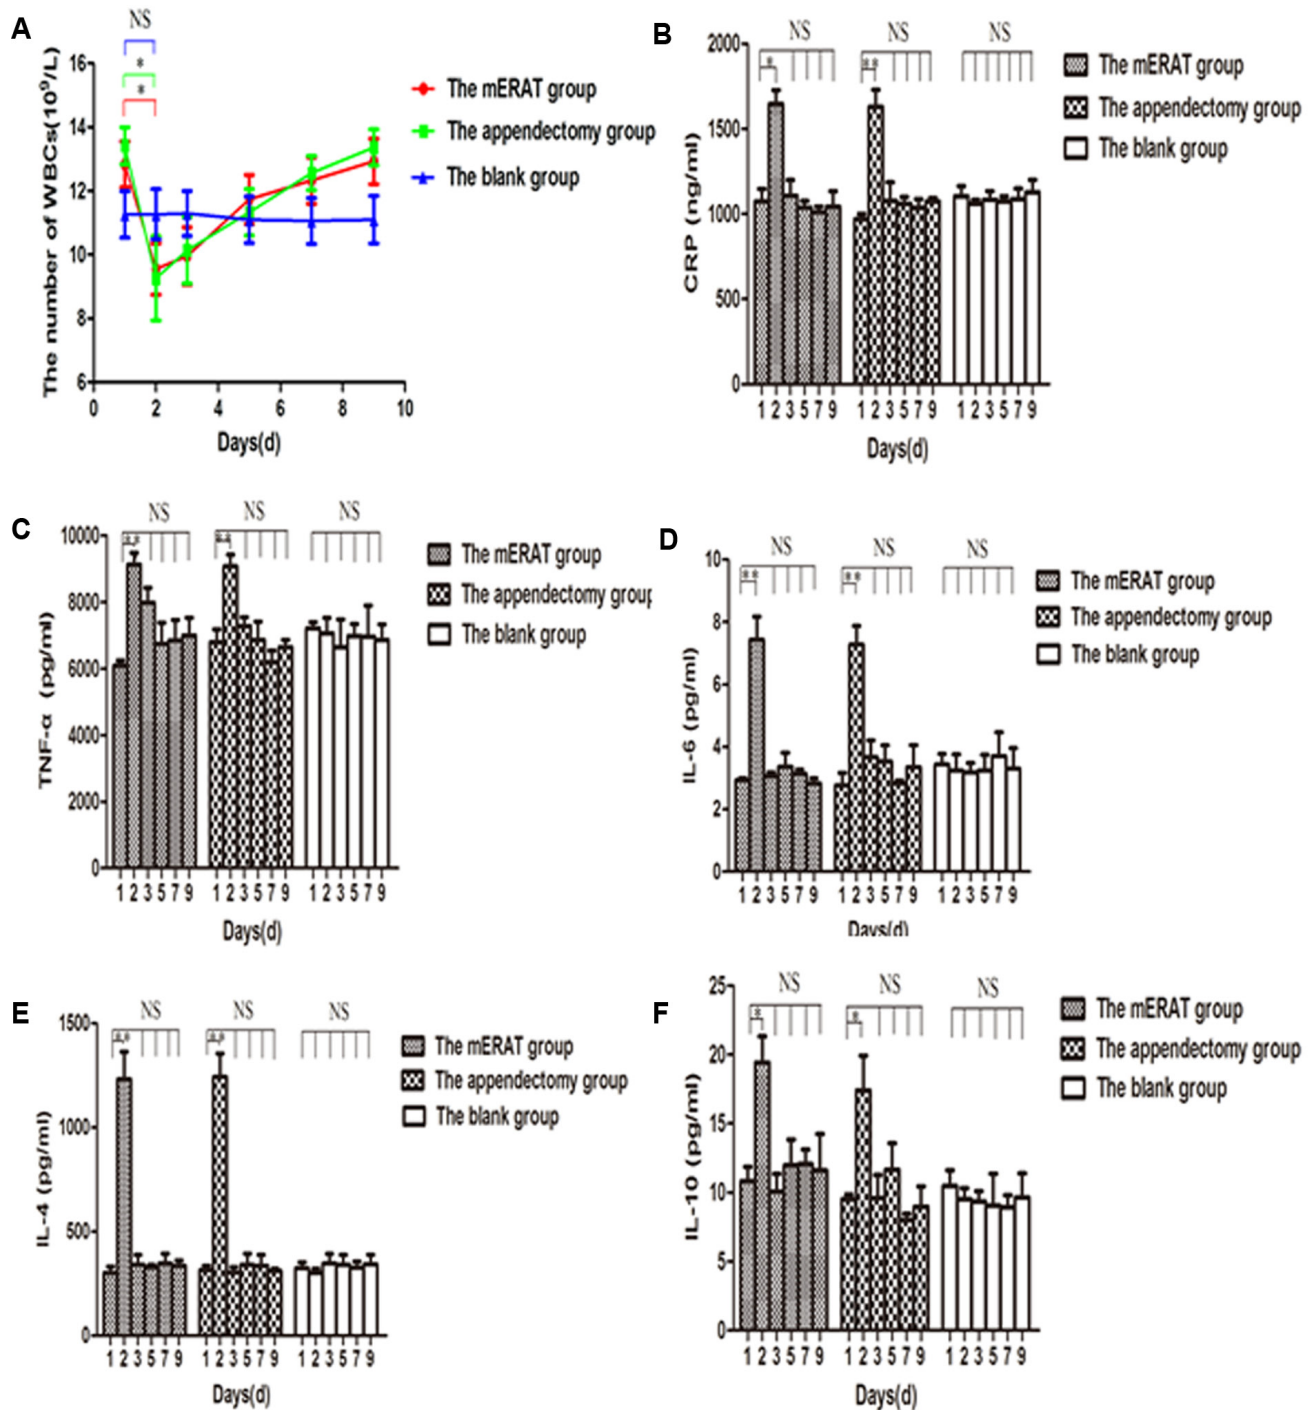 A
NS
*
*
The number of WBCs(10⁹/L)
16
14
12
10
8
6
0 2 4 6 8 10
Days(d)
The mERAT group
The appendectomy group
The blank group
B
NS NS NS
* **
CRP (ng/ml)
2000
1500
1000
500
0
1 2 3 5 7 9 1 2 3 5 7 9 1 2 3 5 7 9
Days(d)
The mERAT group
The appendectomy group
The blank group
C
NS NS NS
** **
TNF-α (pg/ml)
10000
8000
6000
4000
2000
0
1 2 3 5 7 9 1 2 3 5 7 9 1 2 3 5 7 9
Days(d)
The mERAT group
The appendectomy group
The blank group
D
NS NS NS
** **
IL-6 (pg/ml)
10
8
6
4
2
0
1 2 3 5 7 9 1 2 3 5 7 9 1 2 3 5 7 9
Days(d)
The mERAT group
The appendectomy group
The blank group
E
NS NS NS
** **
IL-4 (pg/ml)
1500
1000
500
0
1 2 3 5 7 9 1 2 3 5 7 9 1 2 3 5 7 9
Days(d)
The mERAT group
The appendectomy group
The blank group
F
NS NS NS
* *
IL-10 (pg/ml)
25
20
15
10
5
0
1 2 3 5 7 9 1 2 3 5 7 9 1 2 3 5 7 9
Days(d)
The mERAT group
The appendectomy group
The blank group